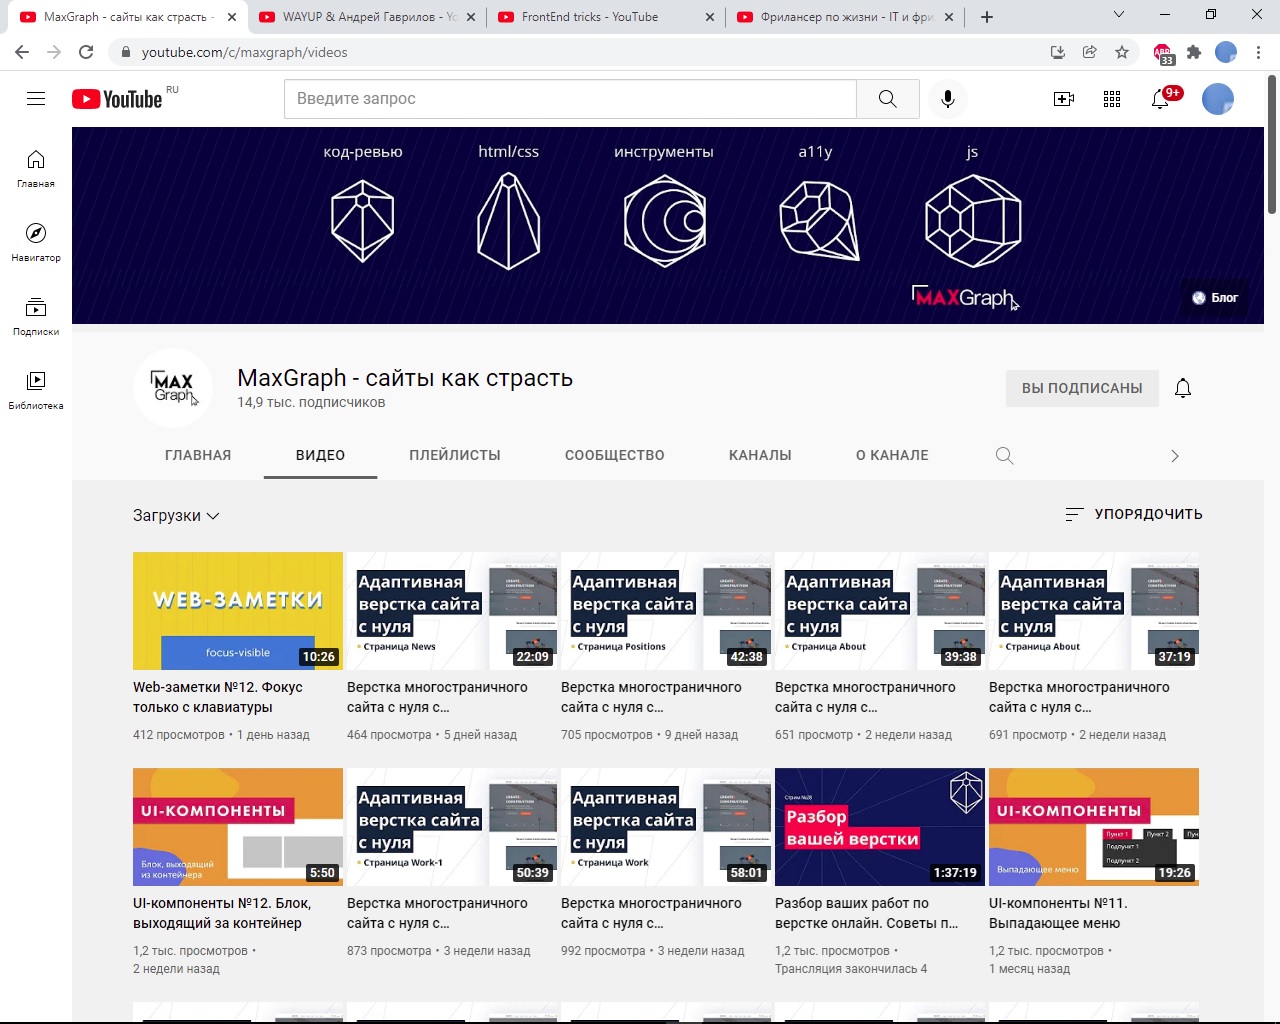 MaxGraph - сайты как страсть -
WAYUP & Андрей Гаврилов - Yo
FrontEnd tricks - YouTube
Фрилансер по жизни - IT и фри
youtube.com/c/maxgraph/videos
ABP
33
YouTube
RU
Введите запрос
9+
Главная
Навигатор
Подписки
Библиотека
код-ревью
html/css
инструменты
a11y
js
MAXGraph
Блог
MAX
Graph
MaxGraph - сайты как страсть
14,9 тыс. подписчиков
ВЫ ПОДПИСАНЫ
ГЛАВНАЯ
ВИДЕО
ПЛЕЙЛИСТЫ
СООБЩЕСТВО
КАНАЛЫ
О КАНАЛЕ
Загрузки
УПОРЯДОЧИТЬ
WEB-ЗАМЕТКИ
focus-visible
10:26
Web-заметки №12. Фокус
только с клавиатуры
412 просмотров • 1 день назад
Адаптивная
верстка сайта
с нуля
Страница News
22:09
Верстка многостраничного
сайта с нуля с...
464 просмотра • 5 дней назад
Адаптивная
верстка сайта
с нуля
Страница Positions
42:38
Верстка многостраничного
сайта с нуля с...
705 просмотров • 9 дней назад
Адаптивная
верстка сайта
с нуля
Страница About
39:38
Верстка многостраничного
сайта с нуля с...
651 просмотр • 2 недели назад
Адаптивная
верстка сайта
с нуля
Страница About
37:19
Верстка многостраничного
сайта с нуля с...
691 просмотр • 2 недели назад
UI-КОМПОНЕНТЫ
Блок, выходящий
из контейнера
5:50
UI-компоненты №12. Блок,
выходящий за контейнер
1,2 тыс. просмотров •
2 недели назад
Адаптивная
верстка сайта
с нуля
Страница Work-1
50:39
Верстка многостраничного
сайта с нуля с...
873 просмотра • 3 недели назад
Адаптивная
верстка сайта
с нуля
Страница Work
58:01
Верстка многостраничного
сайта с нуля с...
992 просмотра • 3 недели назад
Стрим №28
Разбор
вашей верстки
1:37:19
Разбор ваших работ по
верстке онлайн. Советы п...
1,2 тыс. просмотров •
Трансляция закончилась 4
UI-КОМПОНЕНТЫ
Пункт 1
Пункт 2
Пун
Подпункт 1
Подпункт 2
Выпадающее меню
19:26
UI-компоненты №11.
Выпадающее меню
1,2 тыс. просмотров •
1 месяц назад